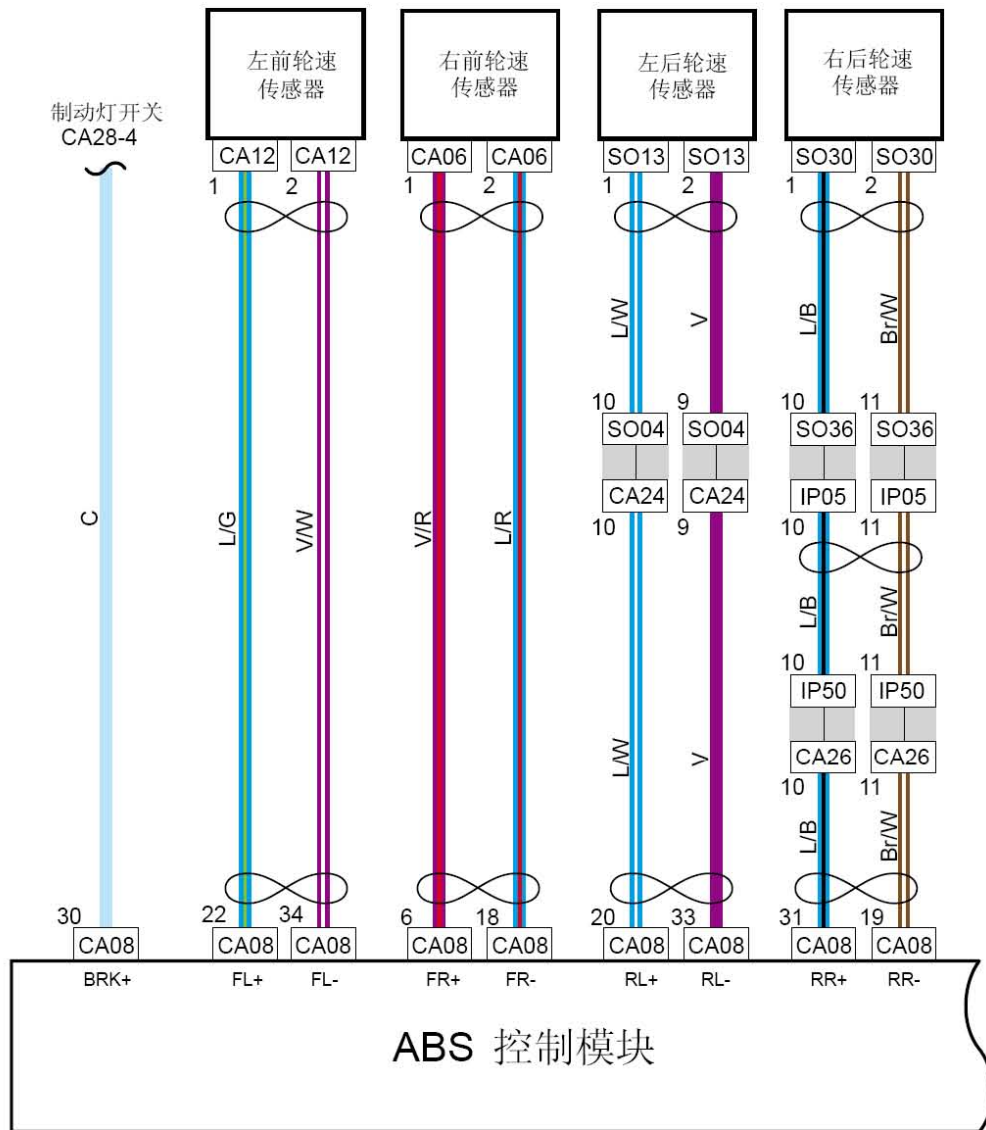 左前轮速
传感器
右前轮速
传感器
左后轮速
传感器
右后轮速
传感器
制动灯开关
CA28-4
CA12 CA12 CA06 CA06 SO13 SO13 SO30 SO30
1 2 1 2 1 2 1 2
L/W V L/B Br/W
10 9 10 11
SO04 SO04 SO36 SO36
CA24 CA24 IP05 IP05
10 9 10 11
C L/G V/W V/R L/R
L/B Br/W
10 11
IP50 IP50
L/W V
CA26 CA26
10 11
L/B Br/W
30 22 34 6 18 20 33 31 19
CA08 CA08 CA08 CA08 CA08 CA08 CA08 CA08 CA08
BRK+ FL+ FL- FR+ FR- RL+ RL- RR+ RR-
ABS 控制模块